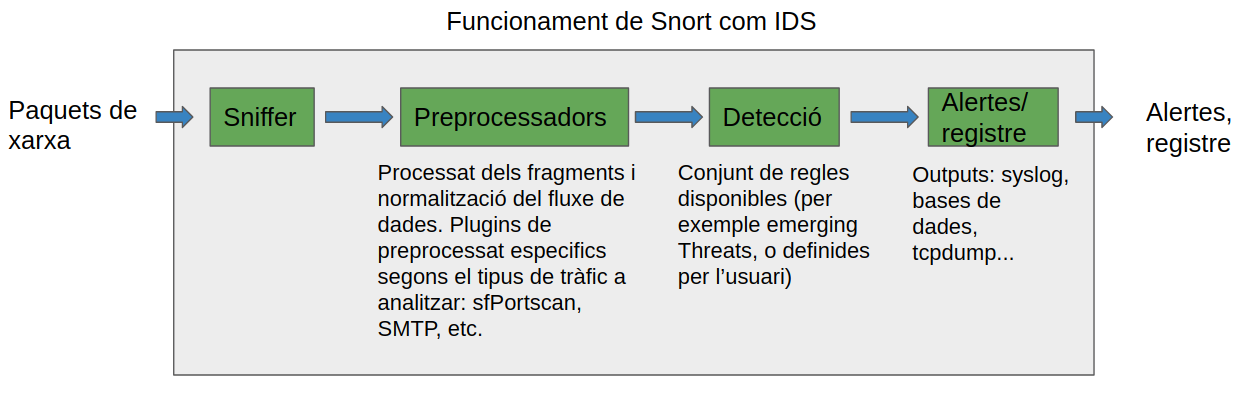 Funcionament de Snort com IDS
Paquets de
xarxa
Sniffer
Preprocessadors
Detecció
Alertes/
registre
Alertes,
registre
Processat dels fragments i
normalització del fluxe de
dades. Plugins de
preprocessat especifics
segons el tipus de tràfic a
analitzar: sfPortscan,
SMTP, etc.
Conjunt de regles
disponibles (per
exemple emerging
Threats, o definides
per l’usuari)
Outputs: syslog,
bases de
dades,
tcpdump...